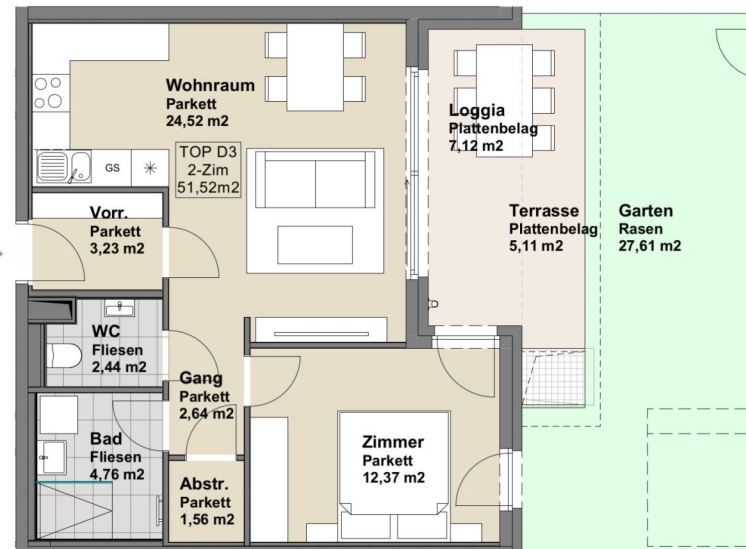 Wohnraum
Parkett
24,52 m2
TOP D3
2-Zim
51,52m2
GS
Loggia
Plattenbelag
7,12 m2
Terrasse
Plattenbelag
5,11 m2
Garten
Rasen
27,61 m2
Vorr.
Parkett
3,23 m2
WC
Fliesen
2,44 m2
Gang
Parkett
2,64 m2
Bad
Fliesen
4,76 m2
Abstr.
Parkett
1,56 m2
Zimmer
Parkett
12,37 m2